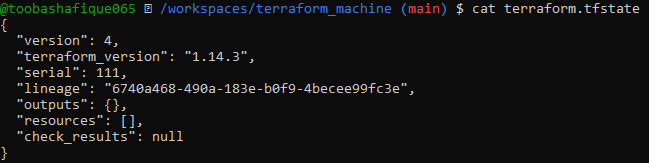 @toobashafique065 /workspaces/terraform_machine (main) $ cat terraform.tfstate
{
  "version": 4,
  "terraform_version": "1.14.3",
  "serial": 111,
  "lineage": "6740a468-490a-183e-b0f9-4becee99fc3e",
  "outputs": {},
  "resources": [],
  "check_results": null
}